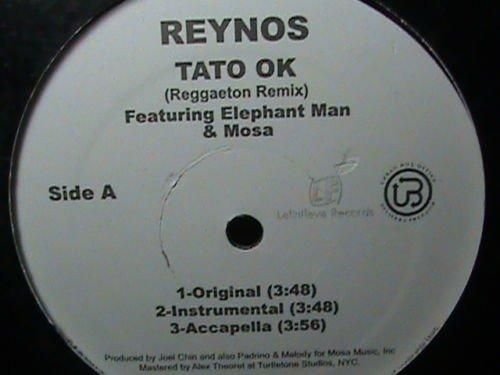 REYNOS
TATO OK
(Reggaeton Remix)
Featuring Elephant Man
& Mosa
Side A
Records
1-Original (3:48)
2-Instrumental (3:48)
3-Accapella (3:56)
Produced by Joel Chin and also Padrino & Melody for Mosa Music, Inc
Mastered by Alex Theoret at Turtletone Studios, NYC.